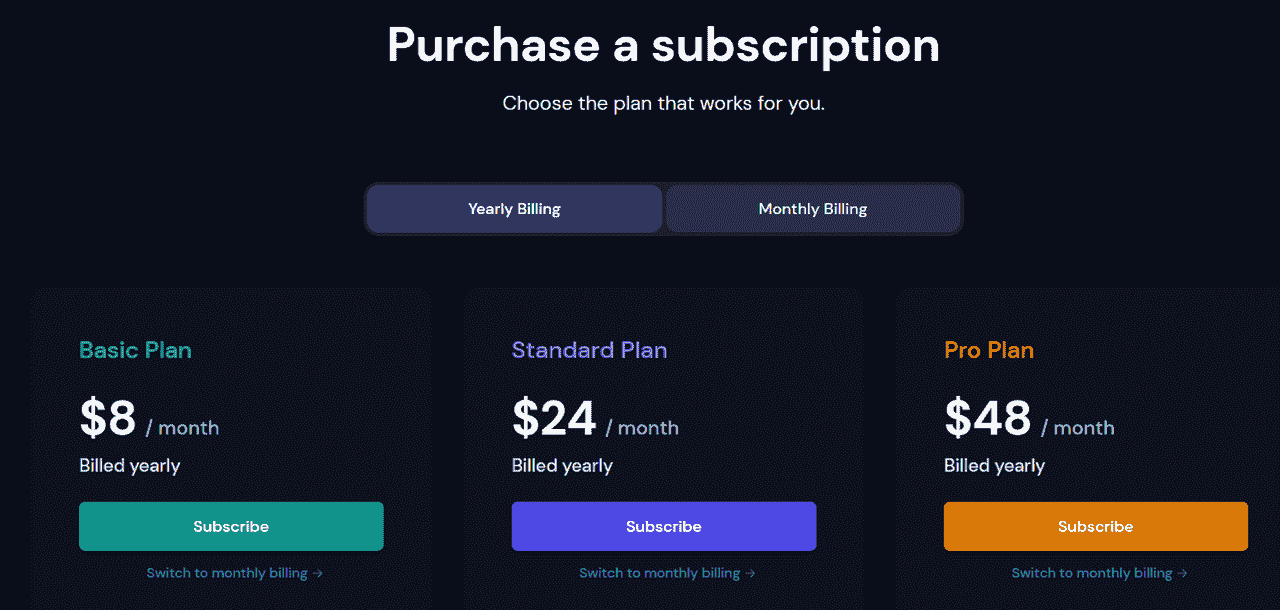 Purchase a subscription
Choose the plan that works for you.
Yearly Billing
Monthly Billing
Basic Plan
$8 / month
Billed yearly
Subscribe
Switch to monthly billing →
Standard Plan
$24 / month
Billed yearly
Subscribe
Switch to monthly billing →
Pro Plan
$48 / month
Billed yearly
Subscribe
Switch to monthly billing →